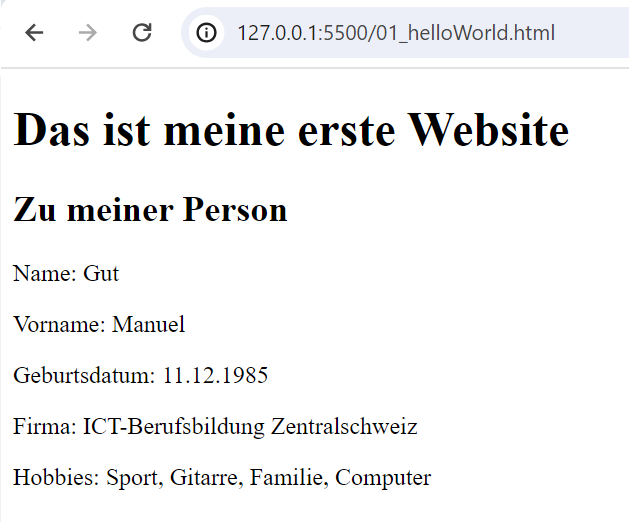 127.0.0.1:5500/01_helloWorld.html
Das ist meine erste Website
Zu meiner Person
Name: Gut
Vorname: Manuel
Geburtsdatum: 11.12.1985
Firma: ICT-Berufsbildung Zentralschweiz
Hobbies: Sport, Gitarre, Familie, Computer